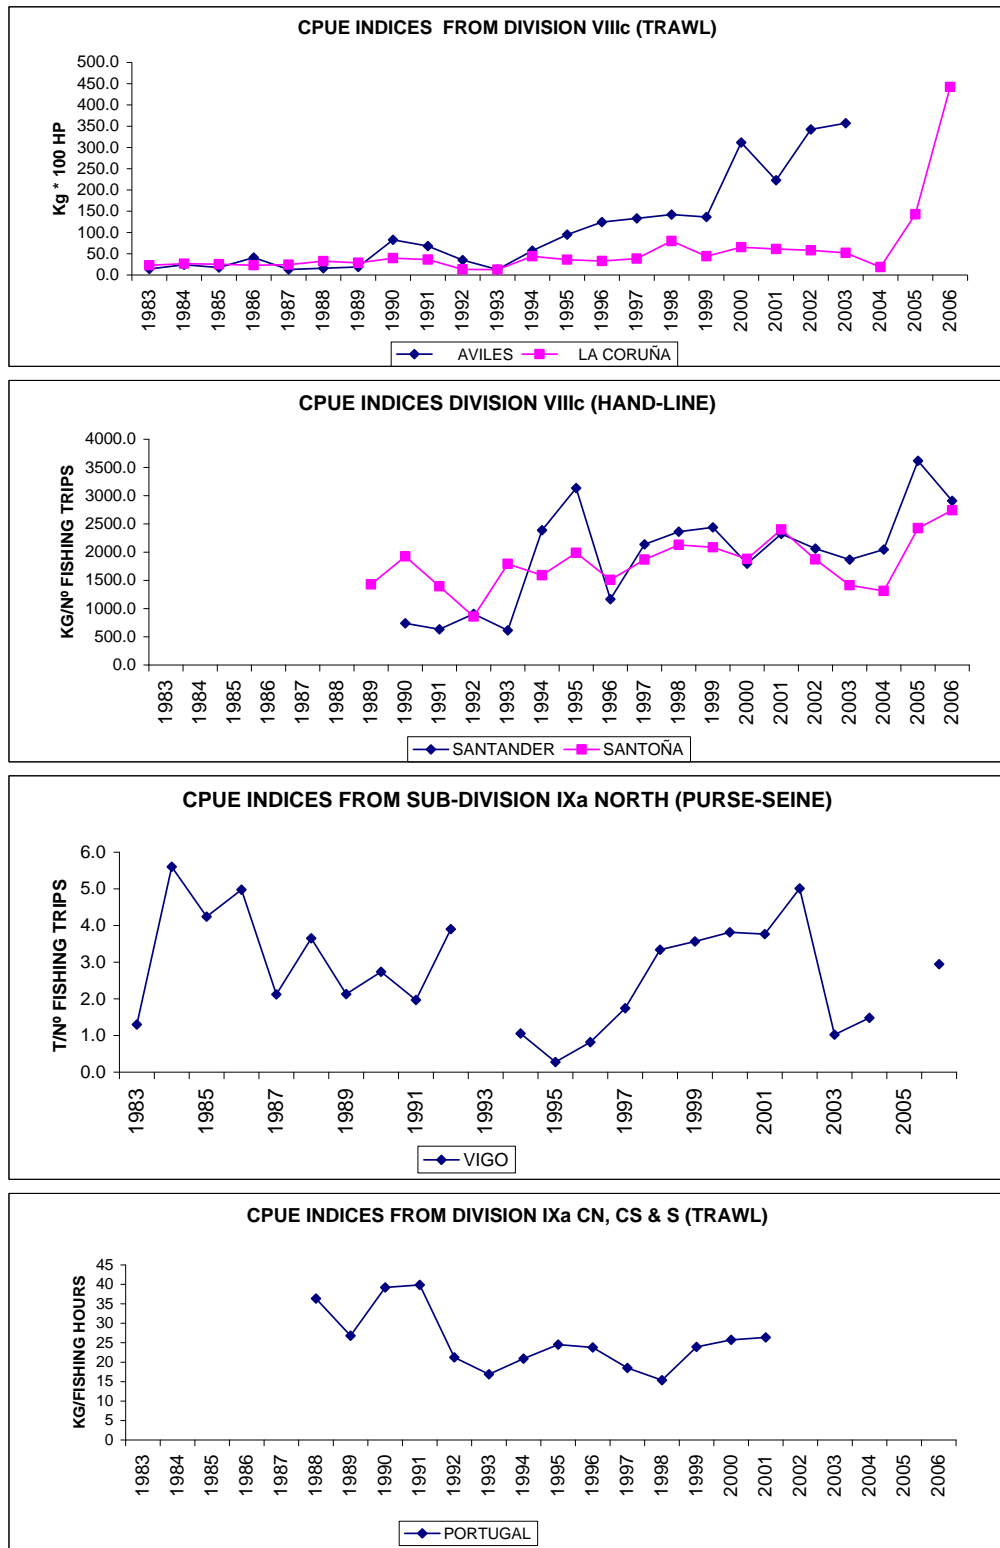 CPUE INDICES FROM DIVISION VIIIc (TRAWL)
Kg * 100 HP
500.0
450.0
400.0
350.0
300.0
250.0
200.0
150.0
100.0
50.0
0.0
1983 1984 1985 1986 1987 1988 1989 1990 1991 1992 1993 1994 1995 1996 1997 1998 1999 2000 2001 2002 2003 2004 2005 2006
AVILES LA CORUÑA
CPUE INDICES DIVISION VIIIc (HAND-LINE)
KG/Nº FISHING TRIPS
4000.0
3500.0
3000.0
2500.0
2000.0
1500.0
1000.0
500.0
0.0
1983 1984 1985 1986 1987 1988 1989 1990 1991 1992 1993 1994 1995 1996 1997 1998 1999 2000 2001 2002 2003 2004 2005 2006
SANTANDER SANTOÑA
CPUE INDICES FROM SUB-DIVISION IXa NORTH (PURSE-SEINE)
T/Nº FISHING TRIPS
6.0
5.0
4.0
3.0
2.0
1.0
0.0
1983 1985 1987 1989 1991 1993 1995 1997 1999 2001 2003 2005
VIGO
CPUE INDICES FROM DIVISION IXa CN, CS & S (TRAWL)
KG/FISHING HOURS
45
40
35
30
25
20
15
10
5
0
1983 1984 1985 1986 1987 1988 1989 1990 1991 1992 1993 1994 1995 1996 1997 1998 1999 2000 2001 2002 2003 2004 2005 2006
PORTUGAL